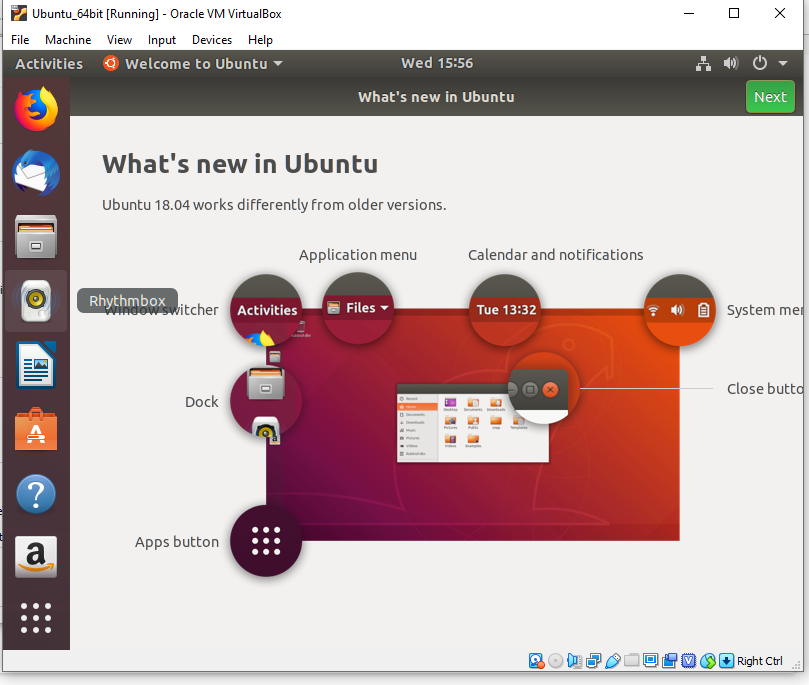 Ubuntu_64bit [Running] - Oracle VM VirtualBox
File Machine View Input Devices Help
Activities Welcome to Ubuntu Wed 15:56
What's new in Ubuntu Next
What's new in Ubuntu
Ubuntu 18.04 works differently from older versions.
Application menu Calendar and notifications
Rhythmbox
Window switcher Activities Files Tue 13:32 System men
Close butto
Dock
Apps button
Right Ctrl